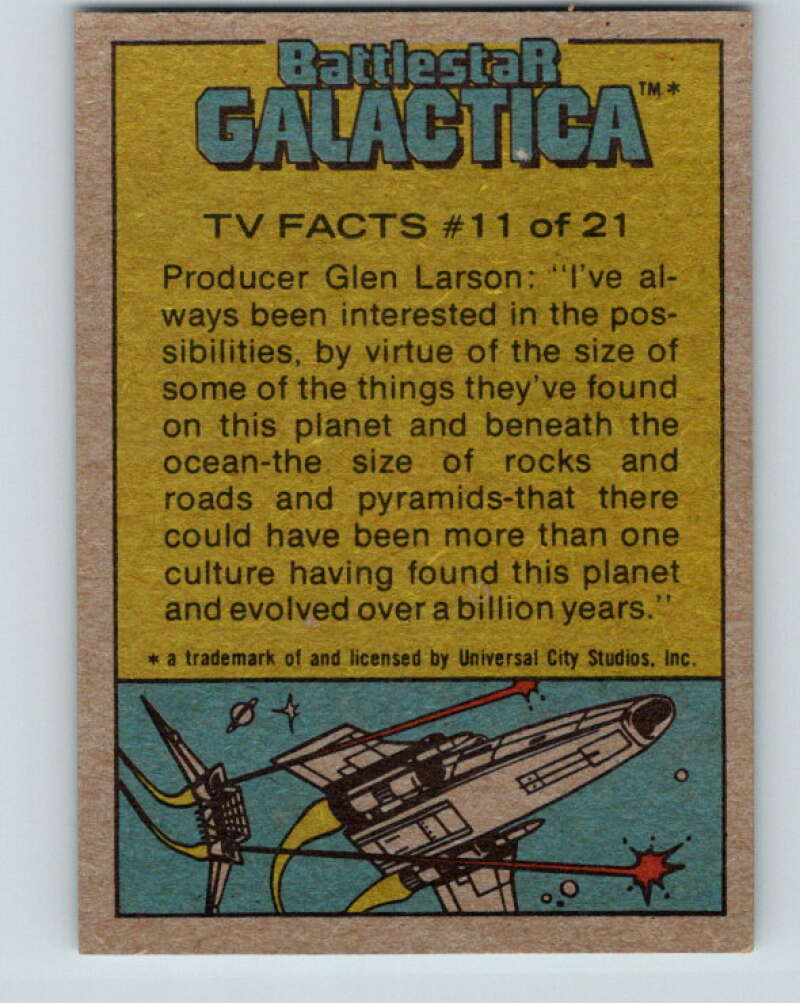 BattlestaR
GALACTICA™*
TV FACTS #11 of 21
Producer Glen Larson: "I've al-
ways been interested in the pos-
sibilities, by virtue of the size of
some of the things they've found
on this planet and beneath the
ocean-the size of rocks and
roads and pyramids-that there
could have been more than one
culture having found this planet
and evolved over a billion years."
* a trademark of and licensed by Universal City Studios, Inc.